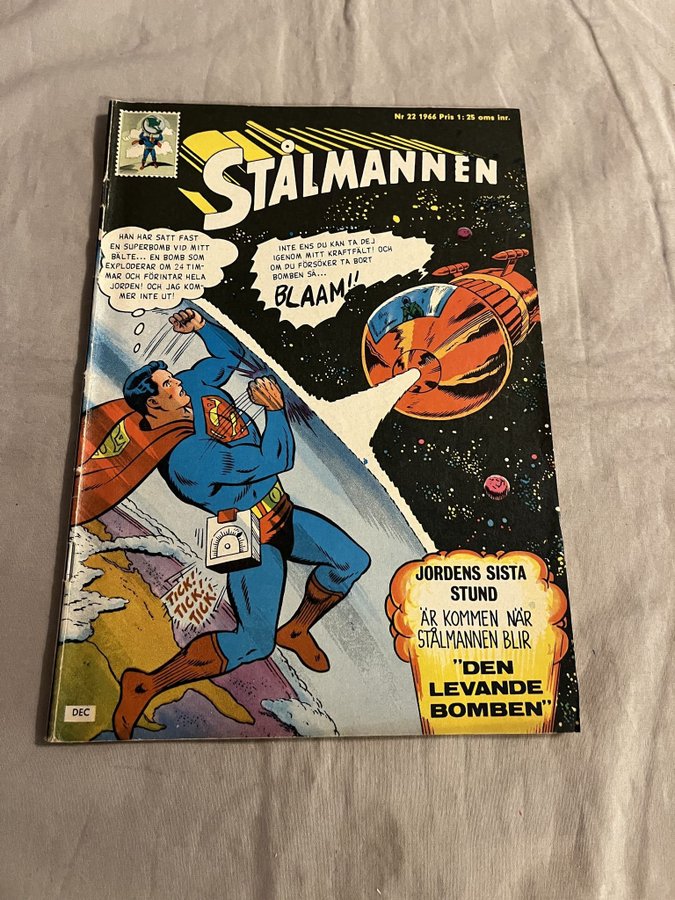 Nr 22 1966 Pris 1:25 oms inr.
STÅLMANNEN
HAN HAR SATT FAST
EN SUPERBOMB VID MITT
BÄLTE... EN BOMB SOM
EXPLODERAR OM 24 TIM-
MAR OCH FÖRINTAR HELA
JORDEN! OCH JAG KOM-
MER INTE UT!
INTE ENS DU KAN TA DEJ
IGENOM MITT KRAFTFÄLT! OCH
OM DU FÖRSÖKER TA BORT
BOMBEN SÅ...
BLAAM!!
TICK!
TICK!
TICK!
JORDENS SISTA
STUND
ÄR KOMMEN NÄR
STÅLMANNEN BLIR
"DEN
LEVANDE
BOMBEN"
DEC